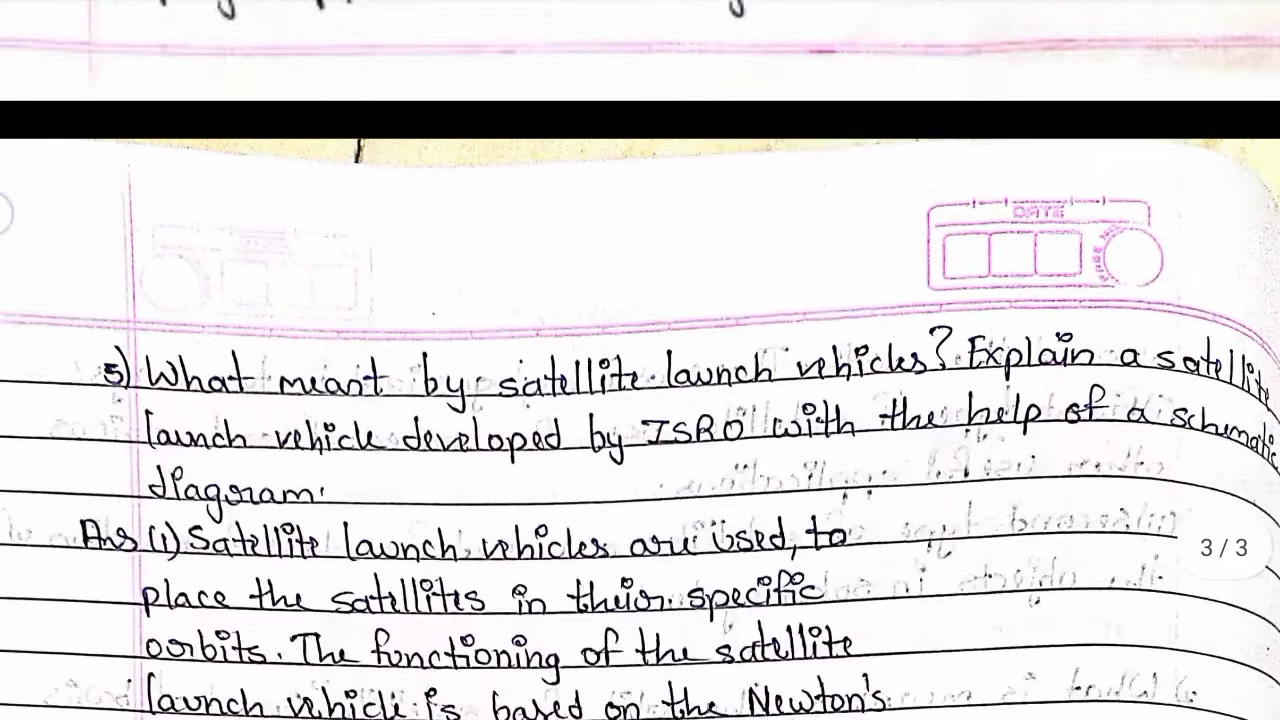 DATE
5) What meant by satellite launch vehicles? Explain a satellite
launch vehicle developed by ISRO with the help of a schematic
diagram.
Ans (i) Satellite launch vehicles are used, to
3/3
place the satellites in their specific
orbits. The functioning of the satellite
launch vehicle is based on the Newton's